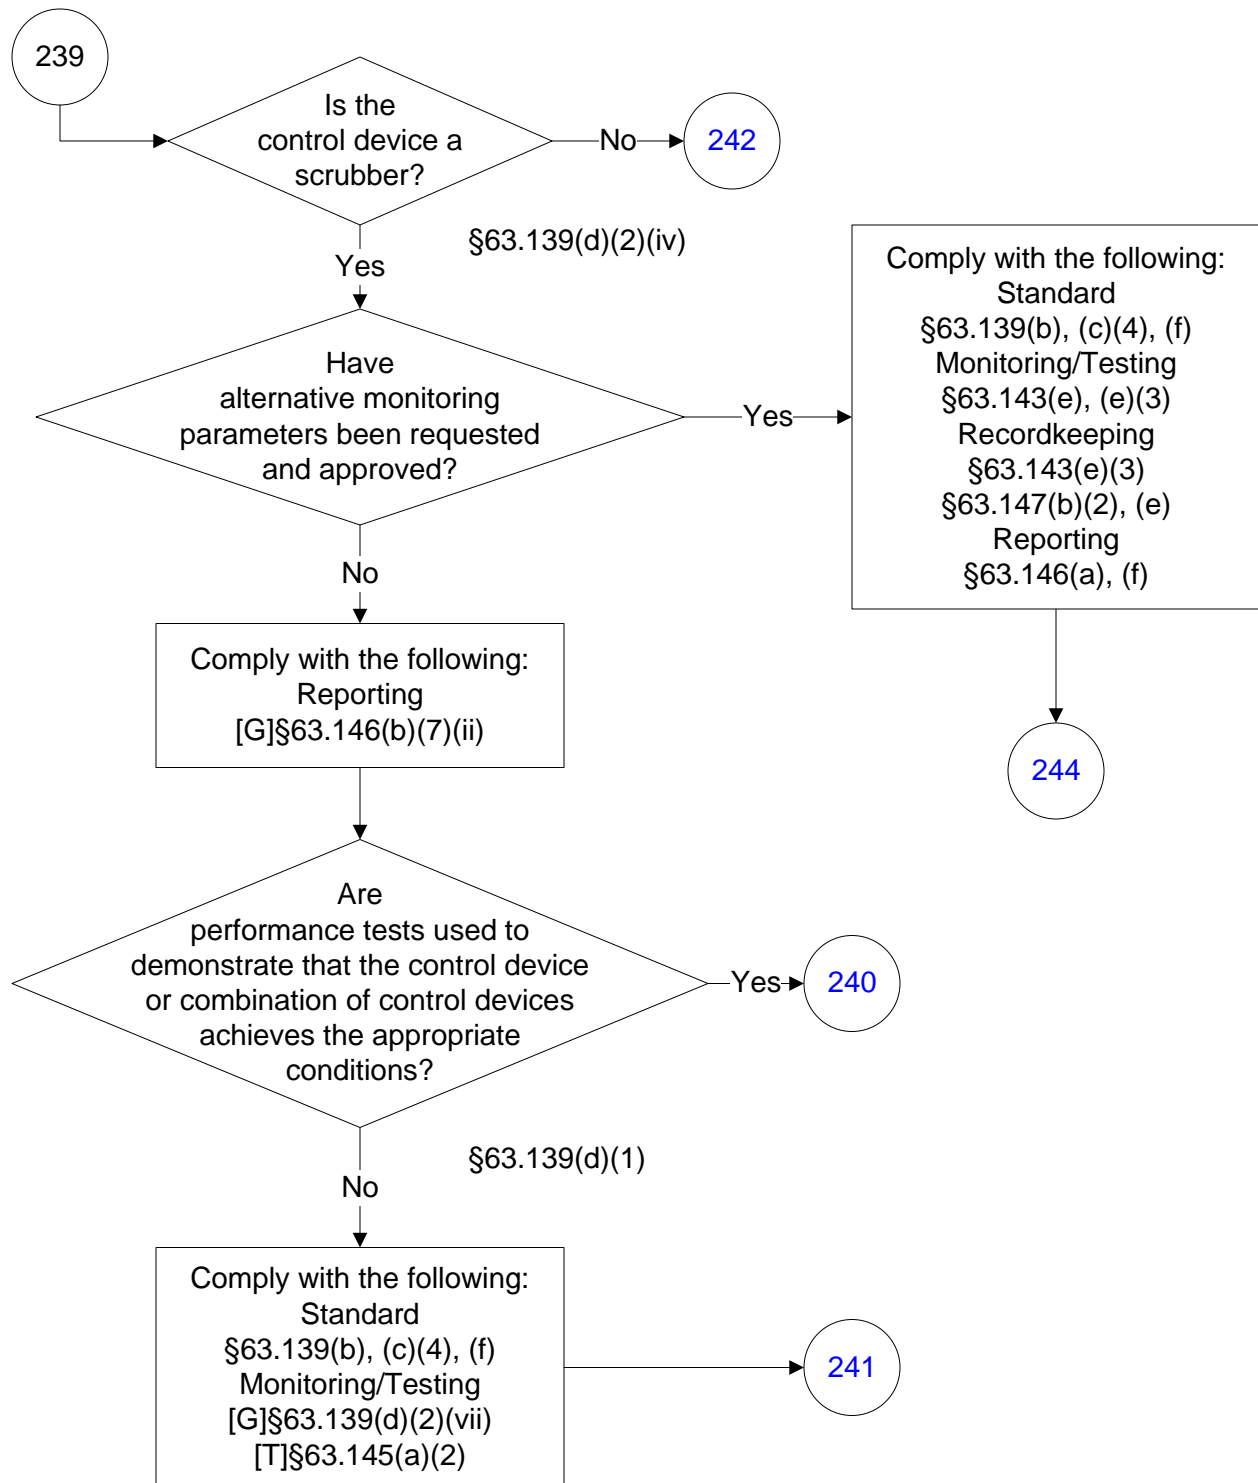 239
Is the
control device a
scrubber?
No
242
§63.139(d)(2)(iv)
Yes
Have
alternative monitoring
parameters been requested
and approved?
Yes
Comply with the following:
Standard
§63.139(b), (c)(4), (f)
Monitoring/Testing
§63.143(e), (e)(3)
Recordkeeping
§63.143(e)(3)
§63.147(b)(2), (e)
Reporting
§63.146(a), (f)
244
No
Comply with the following:
Reporting
[G]§63.146(b)(7)(ii)
Are
performance tests used to
demonstrate that the control device
or combination of control devices
achieves the appropriate
conditions?
Yes
240
§63.139(d)(1)
No
Comply with the following:
Standard
§63.139(b), (c)(4), (f)
Monitoring/Testing
[G]§63.139(d)(2)(vii)
[T]§63.145(a)(2)
241